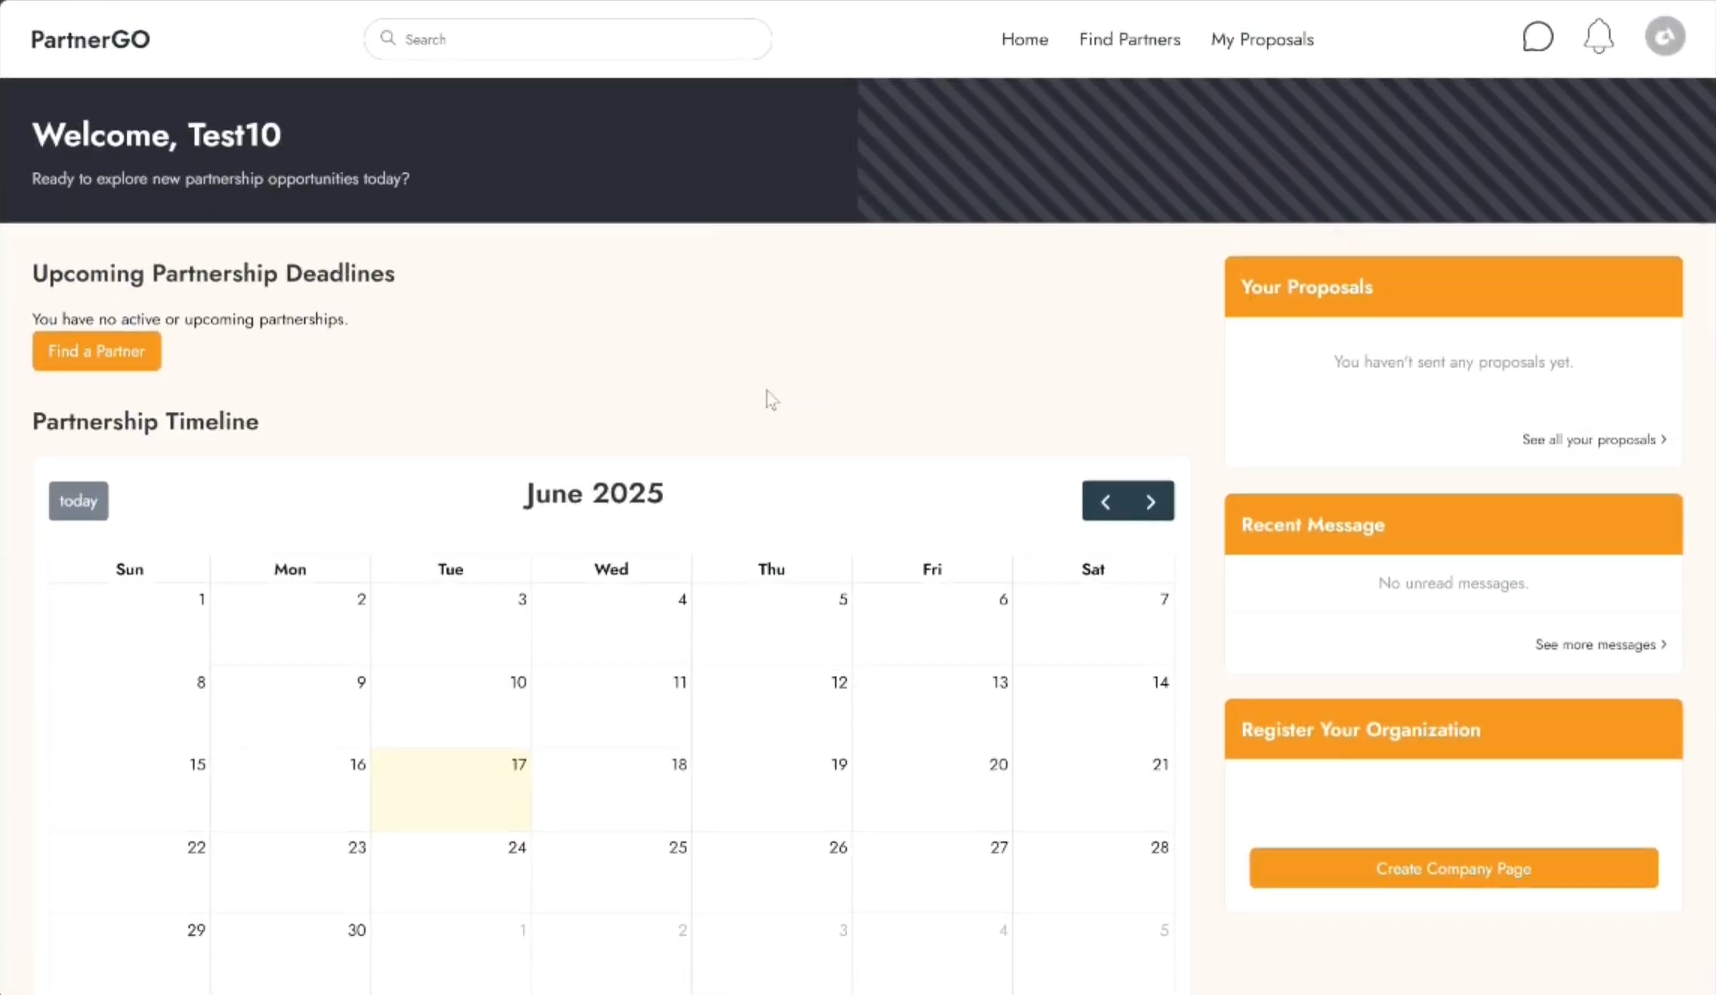 PartnerGO
Search
Home
Find Partners
My Proposals
Welcome, Test10
Ready to explore new partnership opportunities today?
Upcoming Partnership Deadlines
You have no active or upcoming partnerships.
Find a Partner
Partnership Timeline
today
June 2025
Sun Mon Tue Wed Thu Fri Sat
1 2 3 4 5 6 7
8 9 10 11 12 13 14
15 16 17 18 19 20 21
22 23 24 25 26 27 28
29 30 1 2 3 4 5
Your Proposals
You haven't sent any proposals yet.
See all your proposals
Recent Message
No unread messages.
See more messages
Register Your Organization
Create Company Page